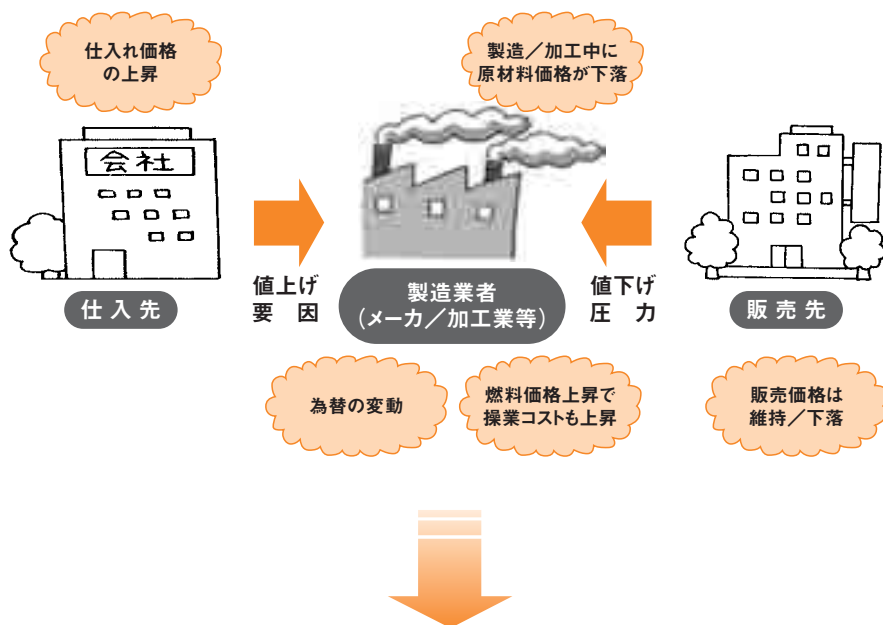 仕入れ価格
の上昇
製造／加工中に
原材料価格が下落
会社
値上げ
要因
値下げ
圧力
仕入先
製造業者
（メーカ／加工業等）
販売先
為替の変動
燃料価格上昇で
操業コストも上昇
販売価格は
維持／下落